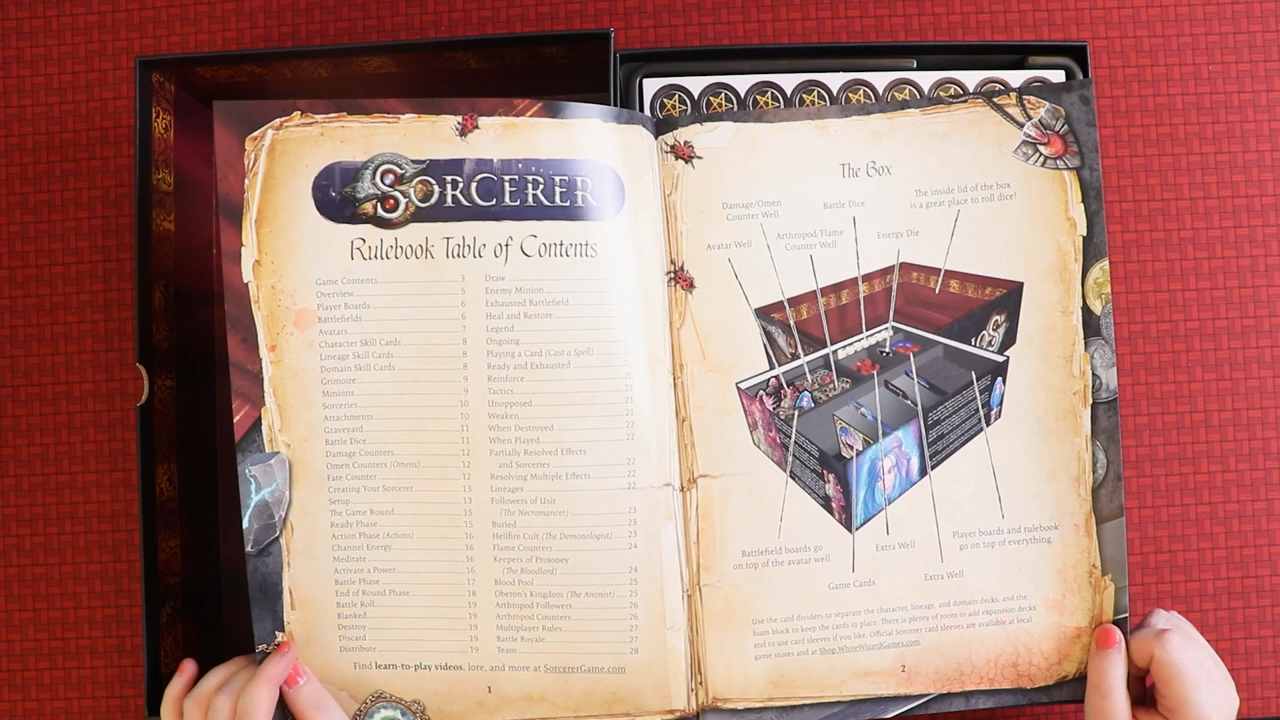 SORCERER
Rulebook Table of Contents
Game Contents 3
Overview 5
Player Boards 6
Battlefields 6
Avatars 7
Character Skill Cards 8
Lineage Skill Cards 8
Domain Skill Cards 8
Grimoire 9
Minions 9
Sorceries 10
Attachments 10
Graveyard 11
Battle Dice 11
Damage Counters 12
Omen Counters (Omens) 12
Fate Counter 12
Creating Your Sorcerer 13
Setup 13
The Game Round 15
Ready Phase 15
Action Phase (Actions) 16
Channel Energy 16
Meditate 16
Activate a Power 16
Battle Phase 17
End of Round Phase 18
Battle Roll 19
Blanked 19
Destroy 19
Discard 19
Distribute 19
Draw
Enemy Minion
Exhausted Battlefield
Heal and Restore
Legend
Ongoing
Playing a Card (Cast a Spell)
Ready and Exhausted
Reinforce
Tactics 21
Unopposed 21
Weaken 21
When Destroyed 22
When Played 22
Partially Resolved Effects
and Sorceries 22
Resolving Multiple Effects 22
Lineages 22
Followers of Usir
(The Necromancer) 23
Buried 23
Hellfire Cult (The Demonologist) 23
Flame Counters 24
Keepers of Projoney
(The Bloodlord) 24
Blood Pool 25
Oberon's Kingdom (The Animist) 25
Arthropod Followers 26
Arthropod Counters 26
Multiplayer Rules 27
Battle Royale 27
Team 28
Find learn-to-play videos, lore, and more at SorcererGame.com
1
The Box
Damage/Omen
Counter Well
Battle Dice
The inside lid of the box
is a great place to roll dice!
Avatar Well
Arthropod/Flame
Counter Well
Energy Die
Battlefield boards go
on top of the avatar well.
Game Cards
Extra Well
Extra Well
Player boards and rulebook
go on top of everything.
Use the card dividers to separate the character, lineage, and domain decks, and the
foam block to keep the cards in place. There is plenty of room to add expansion decks
and to use card sleeves if you like. Official Sorcerer card sleeves are available at local
game stores and at Shop.WhiteWizardGames.com.
2